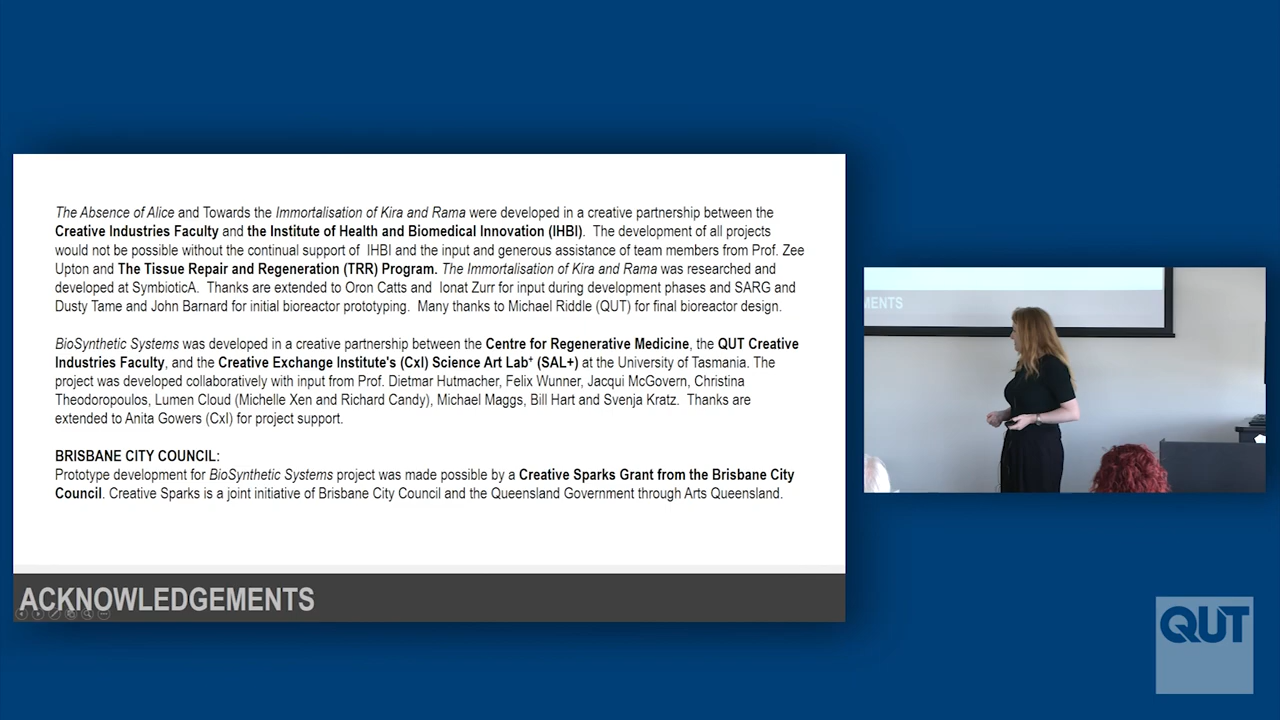 The Absence of Alice and Towards the Immortalisation of Kira and Rama were developed in a creative partnership between the
Creative Industries Faculty and the Institute of Health and Biomedical Innovation (IHBI).  The development of all projects
would not be possible without the continual support of  IHBI and the input and generous assistance of team members from Prof. Zee
Upton and The Tissue Repair and Regeneration (TRR) Program. The Immortalisation of Kira and Rama was researched and
developed at SymbioticA.  Thanks are extended to Oron Catts and  Ionat Zurr for input during development phases and SARG and
Dusty Tame and John Barnard for initial bioreactor prototyping.  Many thanks to Michael Riddle (QUT) for final bioreactor design.
BioSynthetic Systems was developed in a creative partnership between the Centre for Regenerative Medicine, the QUT Creative
Industries Faculty, and the Creative Exchange Institute's (CxI) Science Art Lab⁺ (SAL+) at the University of Tasmania. The
project was developed collaboratively with input from Prof. Dietmar Hutmacher, Felix Wunner, Jacqui McGovern, Christina
Theodoropoulos, Lumen Cloud (Michelle Xen and Richard Candy), Michael Maggs, Bill Hart and Svenja Kratz.  Thanks are
extended to Anita Gowers (CxI) for project support.
BRISBANE CITY COUNCIL:
Prototype development for BioSynthetic Systems project was made possible by a Creative Sparks Grant from the Brisbane City
Council. Creative Sparks is a joint initiative of Brisbane City Council and the Queensland Government through Arts Queensland.
ACKNOWLEDGEMENTS
MENTS
QUT